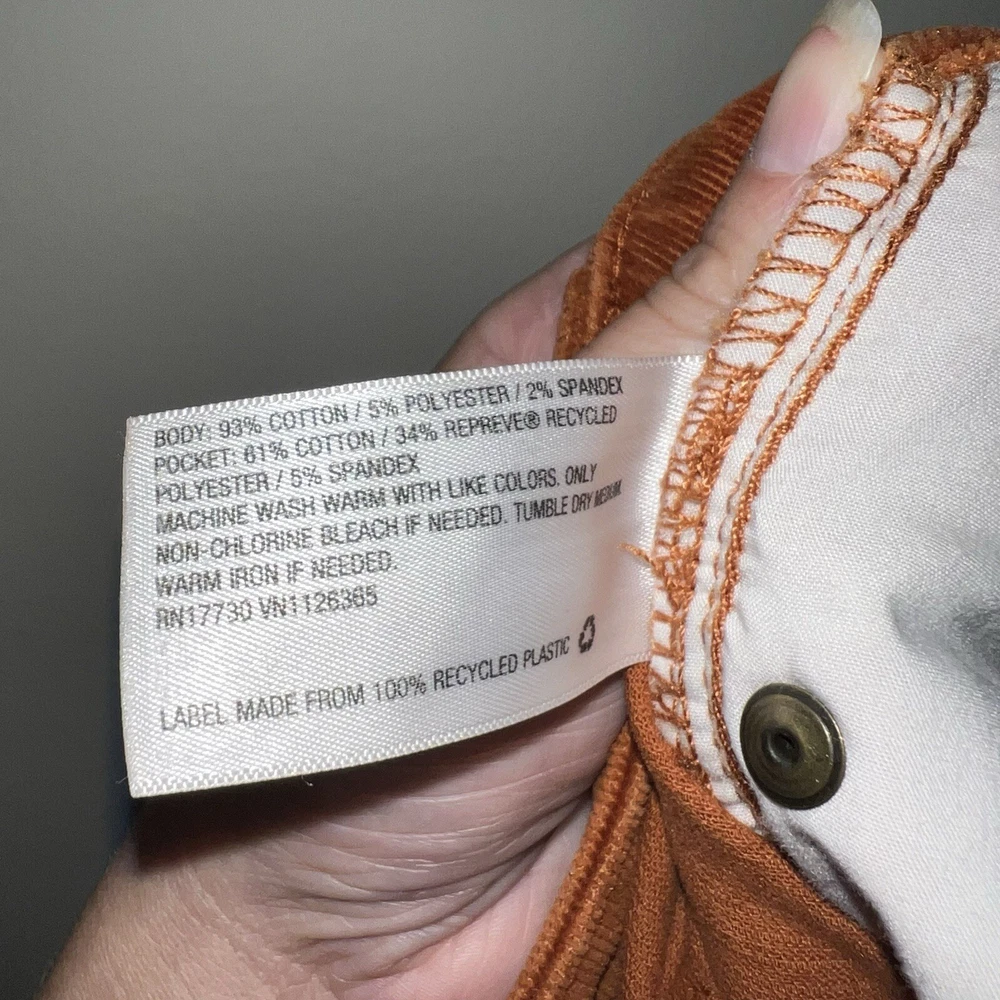 BODY: 93% COTTON / 5% POLYESTER / 2% SPANDEX
POCKET: 61% COTTON / 34% REPREVE® RECYCLED
POLYESTER / 5% SPANDEX
MACHINE WASH WARM WITH LIKE COLORS. ONLY
NON-CHLORINE BLEACH IF NEEDED. TUMBLE DRY MEDIUM.
WARM IRON IF NEEDED.
RN17730 VN1126365
LABEL MADE FROM 100% RECYCLED PLASTIC